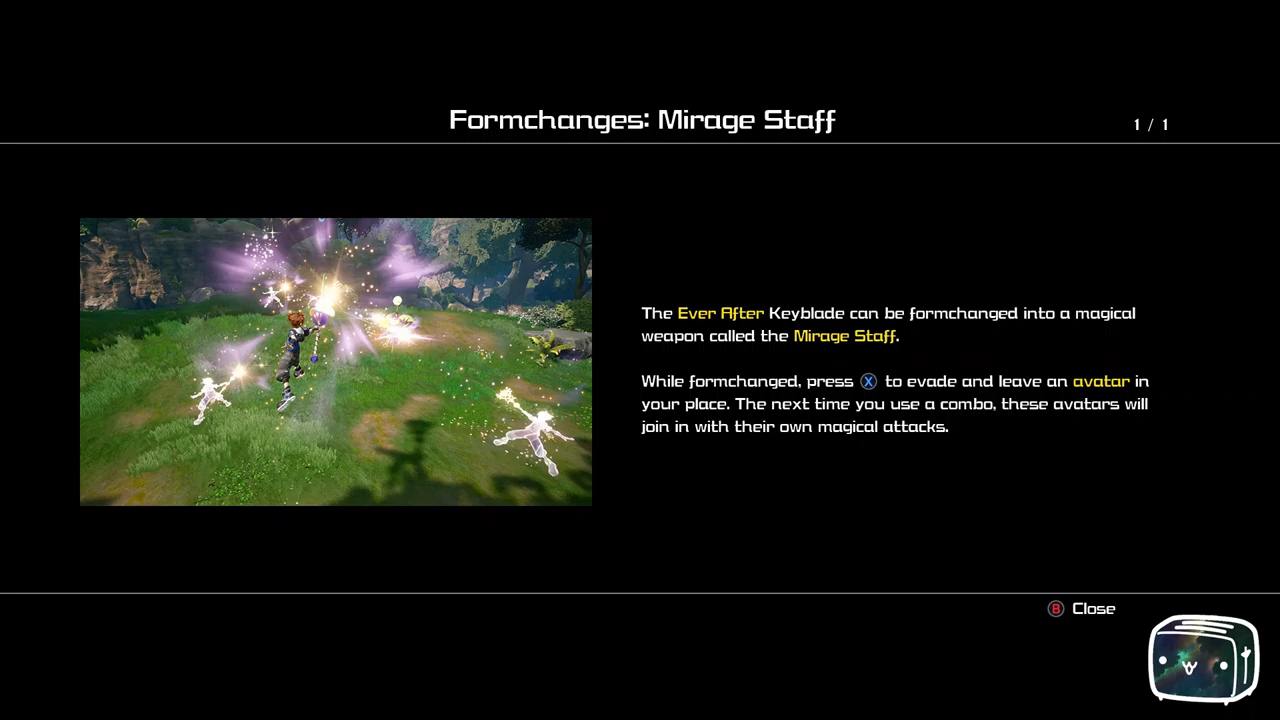 Formchanges: Mirage Staff
1 / 1
The Ever After Keyblade can be formchanged into a magical
weapon called the Mirage Staff.
While formchanged, press X to evade and leave an avatar in
your place. The next time you use a combo, these avatars will
join in with their own magical attacks.
B Close